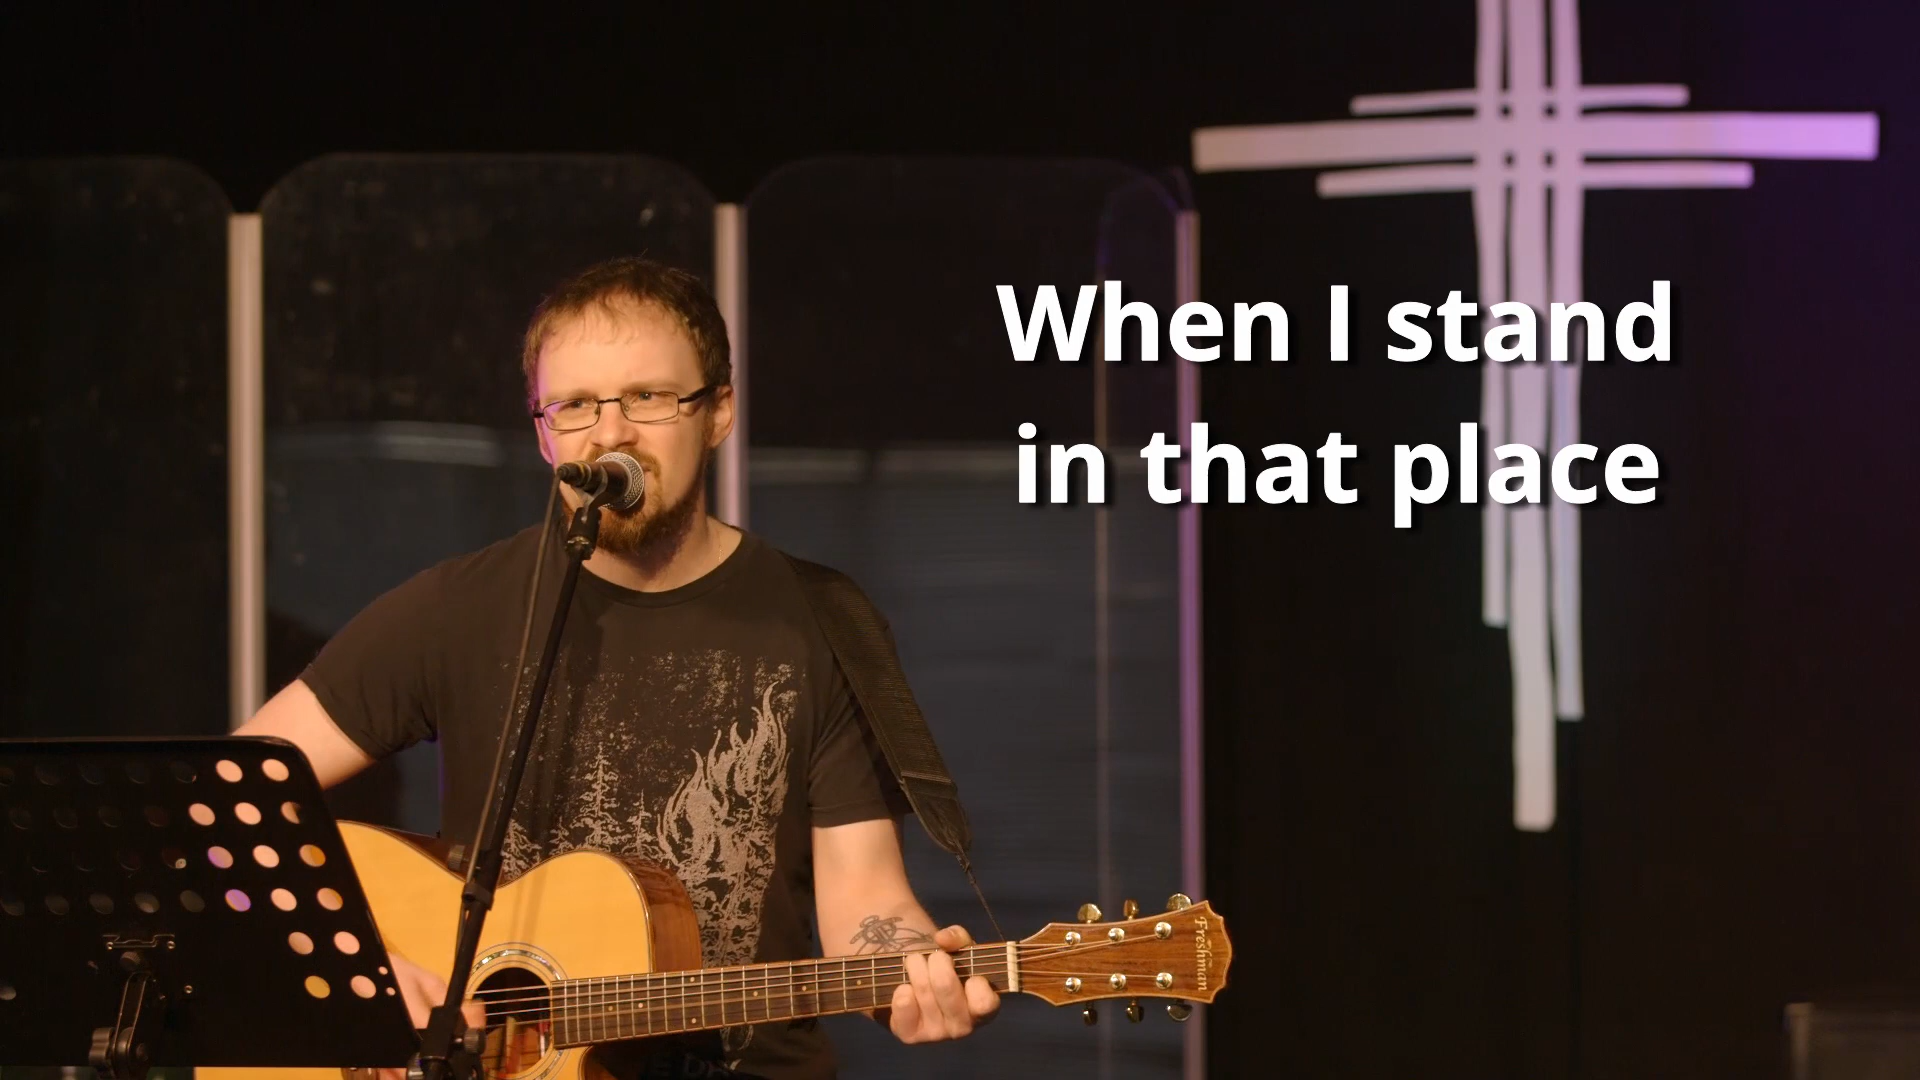 When I stand
in that place
Freshman